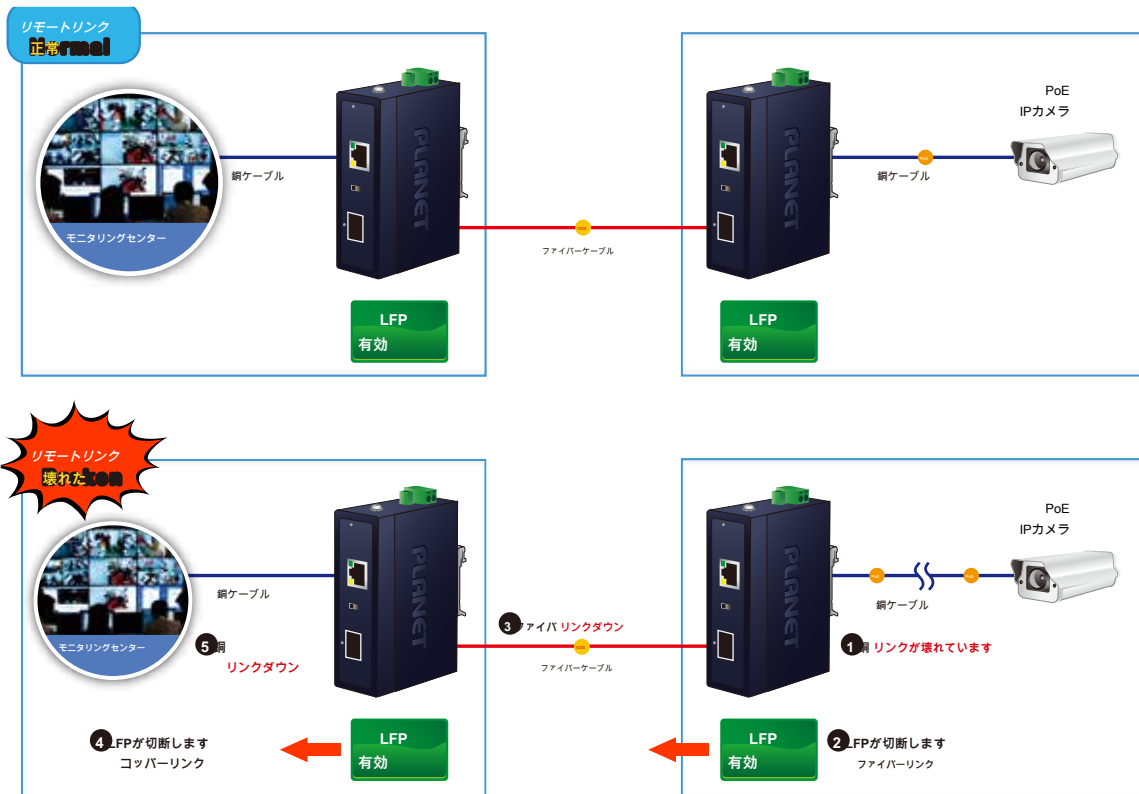 リモートリンク
正常
Normal
PoE
IPカメラ
銅ケーブル
銅ケーブル
PLANET
PLANET
モニタリングセンター
ファイバーケーブル
LFP
有効
LFP
有効
リモートリンク
壊れた
Broken
PoE
IPカメラ
銅ケーブル
銅ケーブル
PLANET
PLANET
3 ファイバ リンクダウン
5 銅
リンクダウン
1 銅 リンクが壊れています
モニタリングセンター
ファイバーケーブル
4 LFPが切断します
コッパーリンク
LFP
有効
LFP
有効
2 LFPが切断します
ファイバーリンク